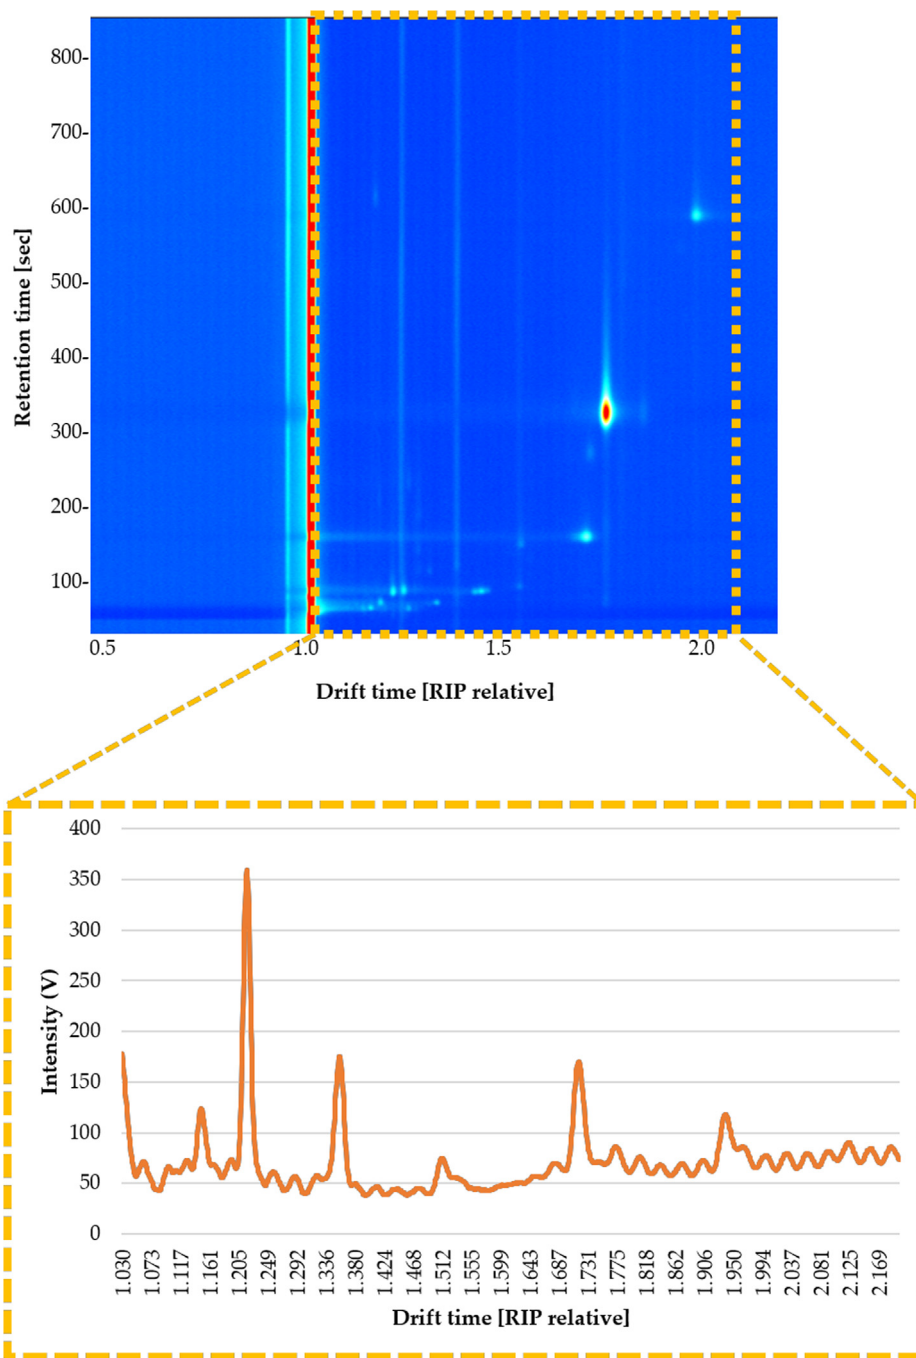 800-
700-
600-
500-
400-
300-
200-
100-
Retention time [sec]
0.5 1.0 1.5 2.0
Drift time [RIP relative]
400
350
300
250
200
150
100
50
0
Intensity (V)
1.030 1.073 1.117 1.161 1.205 1.249 1.292 1.336 1.380 1.424 1.468 1.512 1.555 1.599 1.643 1.687 1.731 1.775 1.818 1.862 1.906 1.950 1.994 2.037 2.081 2.125 2.169
Drift time [RIP relative]